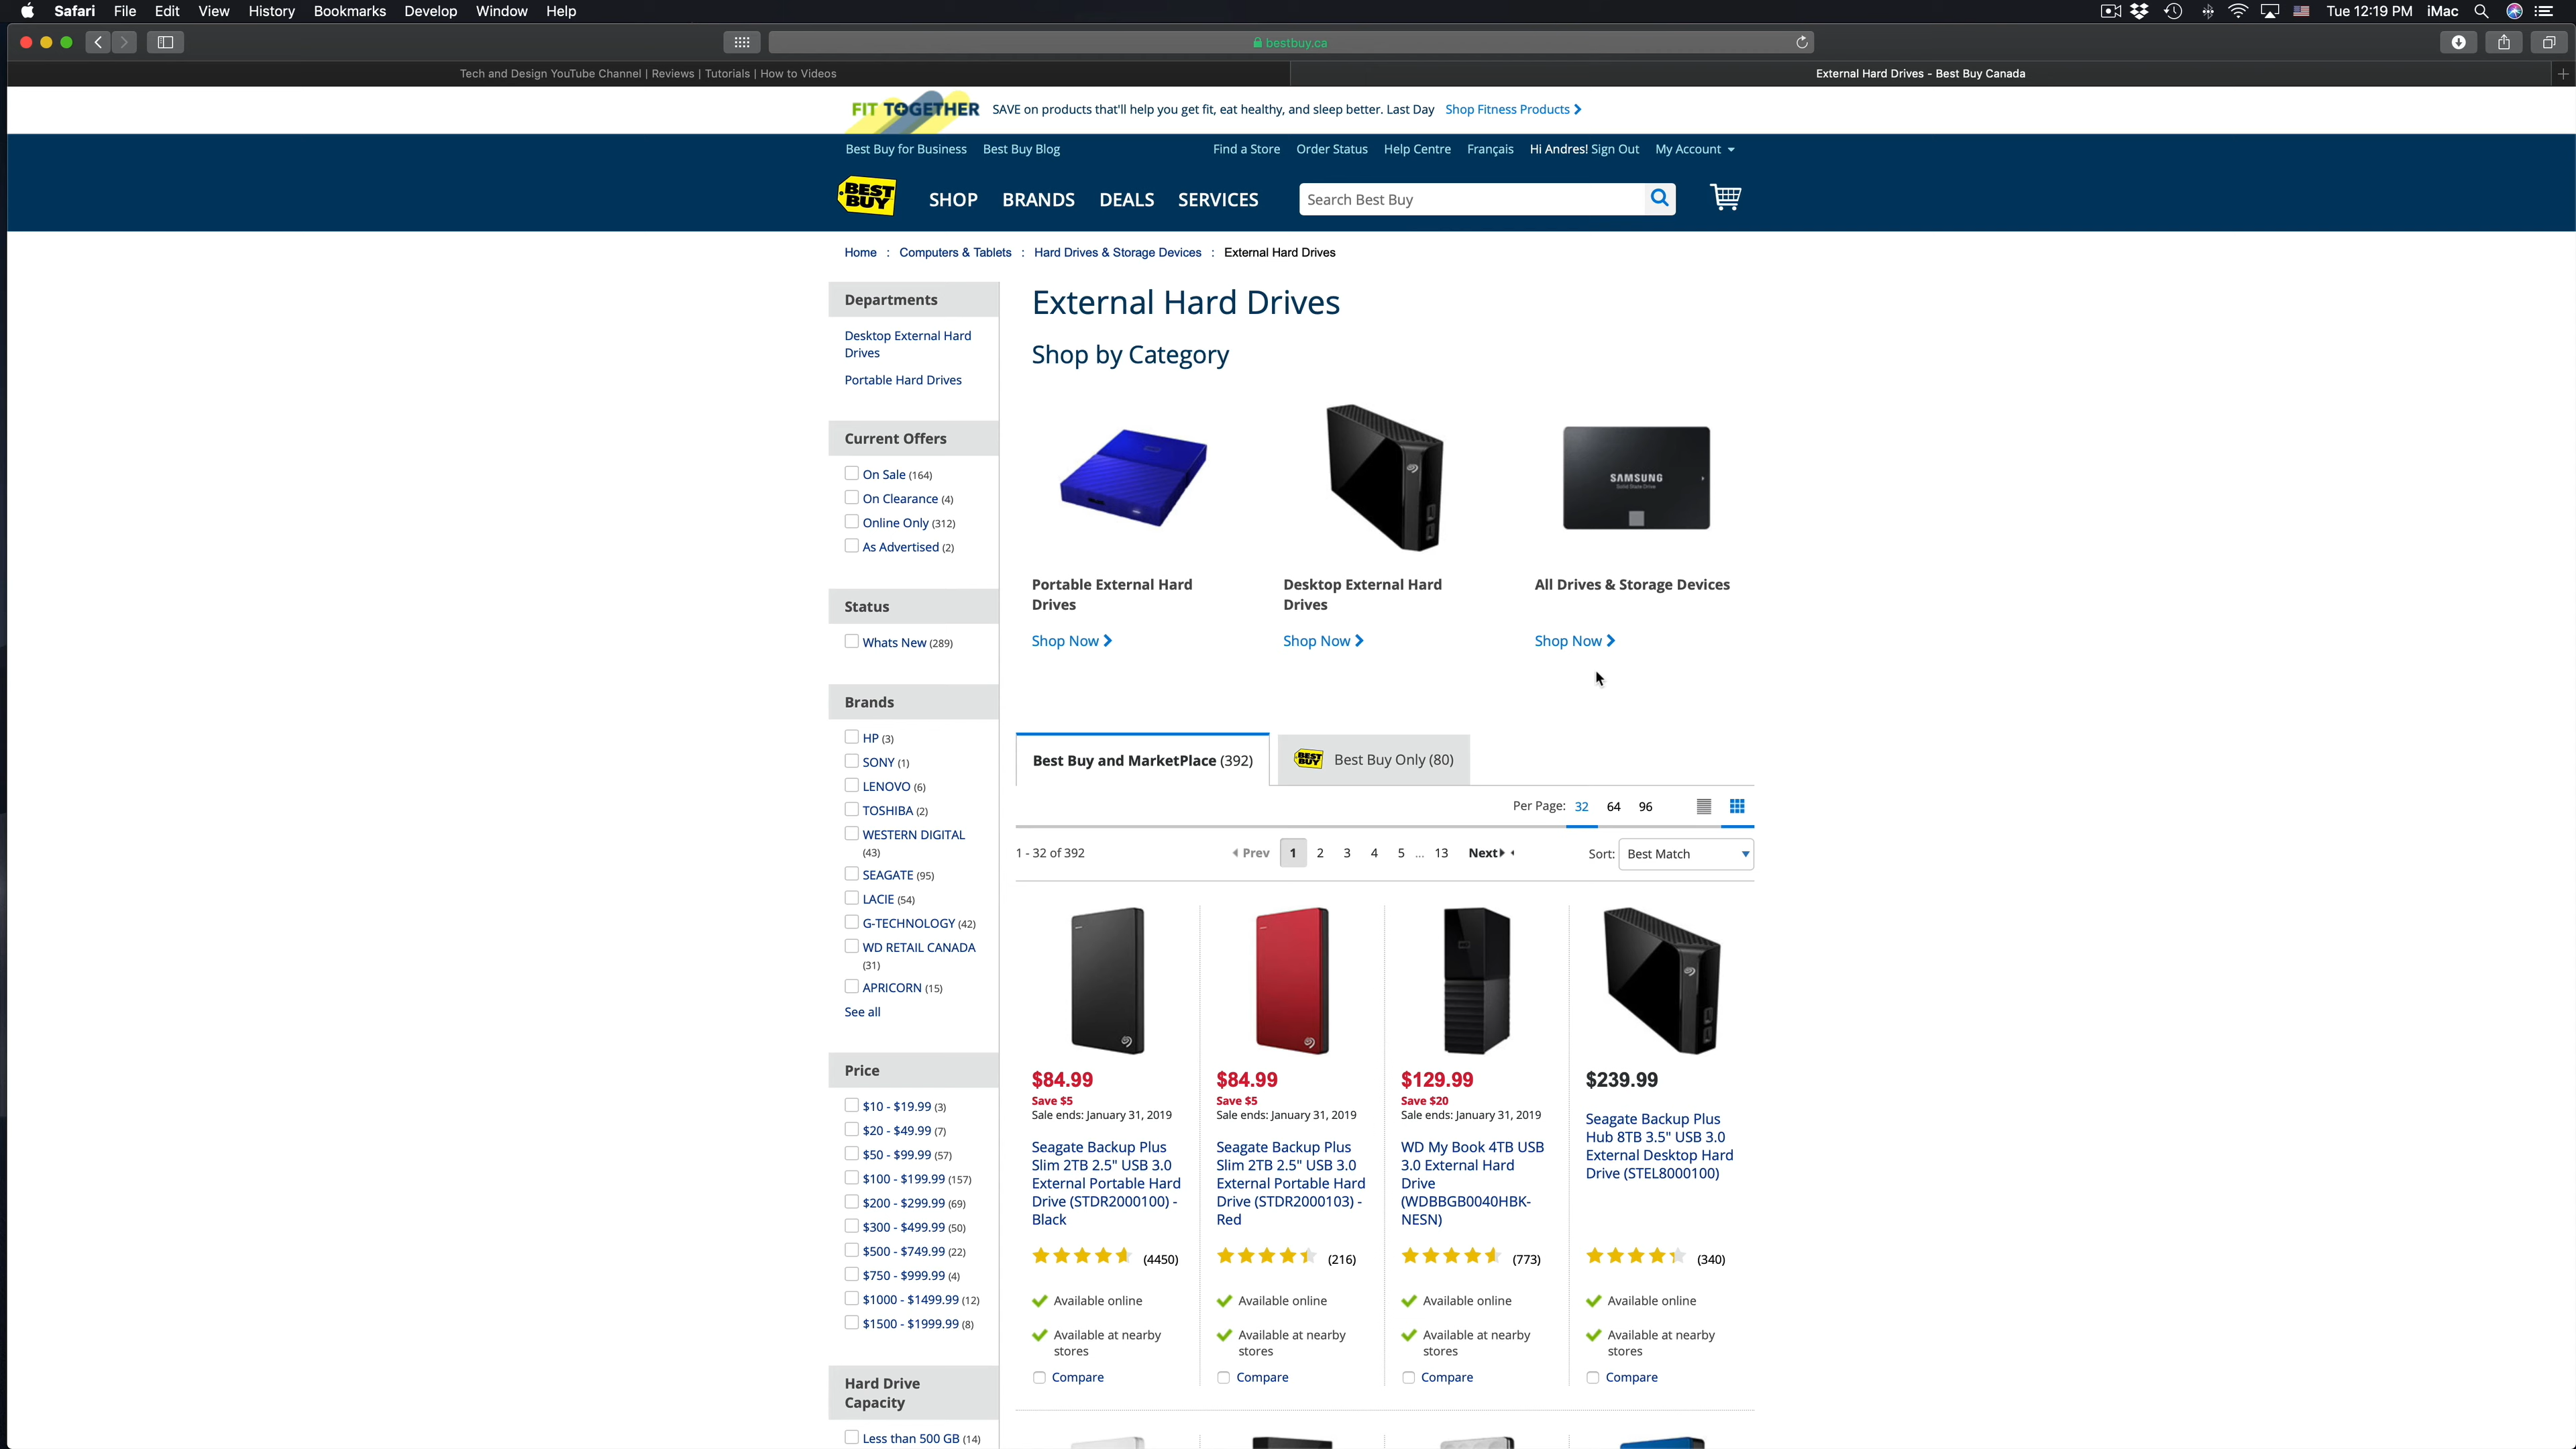 Safari File Edit View History Bookmarks Develop Window Help
Tue 12:19 PM iMac
bestbuy.ca
Tech and Design YouTube Channel | Reviews | Tutorials | How to Videos
External Hard Drives - Best Buy Canada
FIT TOGETHER SAVE on products that'll help you get fit, eat healthy, and sleep better. Last Day Shop Fitness Products
Best Buy for Business Best Buy Blog Find a Store Order Status Help Centre Français Hi Andres! Sign Out My Account
BEST BUY SHOP BRANDS DEALS SERVICES Search Best Buy
Home : Computers & Tablets : Hard Drives & Storage Devices : External Hard Drives
Departments
Desktop External Hard
Drives
Portable Hard Drives
Current Offers
On Sale (164)
On Clearance (4)
Online Only (312)
As Advertised (2)
Status
Whats New (289)
Brands
HP (3)
SONY (1)
LENOVO (6)
TOSHIBA (2)
WESTERN DIGITAL
(43)
SEAGATE (95)
LACIE (54)
G-TECHNOLOGY (42)
WD RETAIL CANADA
(31)
APRICORN (15)
See all
Price
$10 - $19.99 (3)
$20 - $49.99 (7)
$50 - $99.99 (57)
$100 - $199.99 (157)
$200 - $299.99 (69)
$300 - $499.99 (50)
$500 - $749.99 (22)
$750 - $999.99 (4)
$1000 - $1499.99 (12)
$1500 - $1999.99 (8)
Hard Drive
Capacity
Less than 500 GB (14)
External Hard Drives
Shop by Category
SAMSUNG
Solid State Drive
Portable External Hard
Drives
Shop Now
Desktop External Hard
Drives
Shop Now
All Drives & Storage Devices
Shop Now
Best Buy and MarketPlace (392)
BEST BUY Best Buy Only (80)
Per Page: 32 64 96
1 - 32 of 392 Prev 1 2 3 4 5 ... 13 Next Sort: Best Match
$84.99
Save $5
Sale ends: January 31, 2019
Seagate Backup Plus
Slim 2TB 2.5" USB 3.0
External Portable Hard
Drive (STDR2000100) -
Black
(4450)
Available online
Available at nearby
stores
Compare
$84.99
Save $5
Sale ends: January 31, 2019
Seagate Backup Plus
Slim 2TB 2.5" USB 3.0
External Portable Hard
Drive (STDR2000103) -
Red
(216)
Available online
Available at nearby
stores
Compare
$129.99
Save $20
Sale ends: January 31, 2019
WD My Book 4TB USB
3.0 External Hard
Drive
(WDBBGB0040HBK-
NESN)
(773)
Available online
Available at nearby
stores
Compare
$239.99
Seagate Backup Plus
Hub 8TB 3.5" USB 3.0
External Desktop Hard
Drive (STEL8000100)
(340)
Available online
Available at nearby
stores
Compare